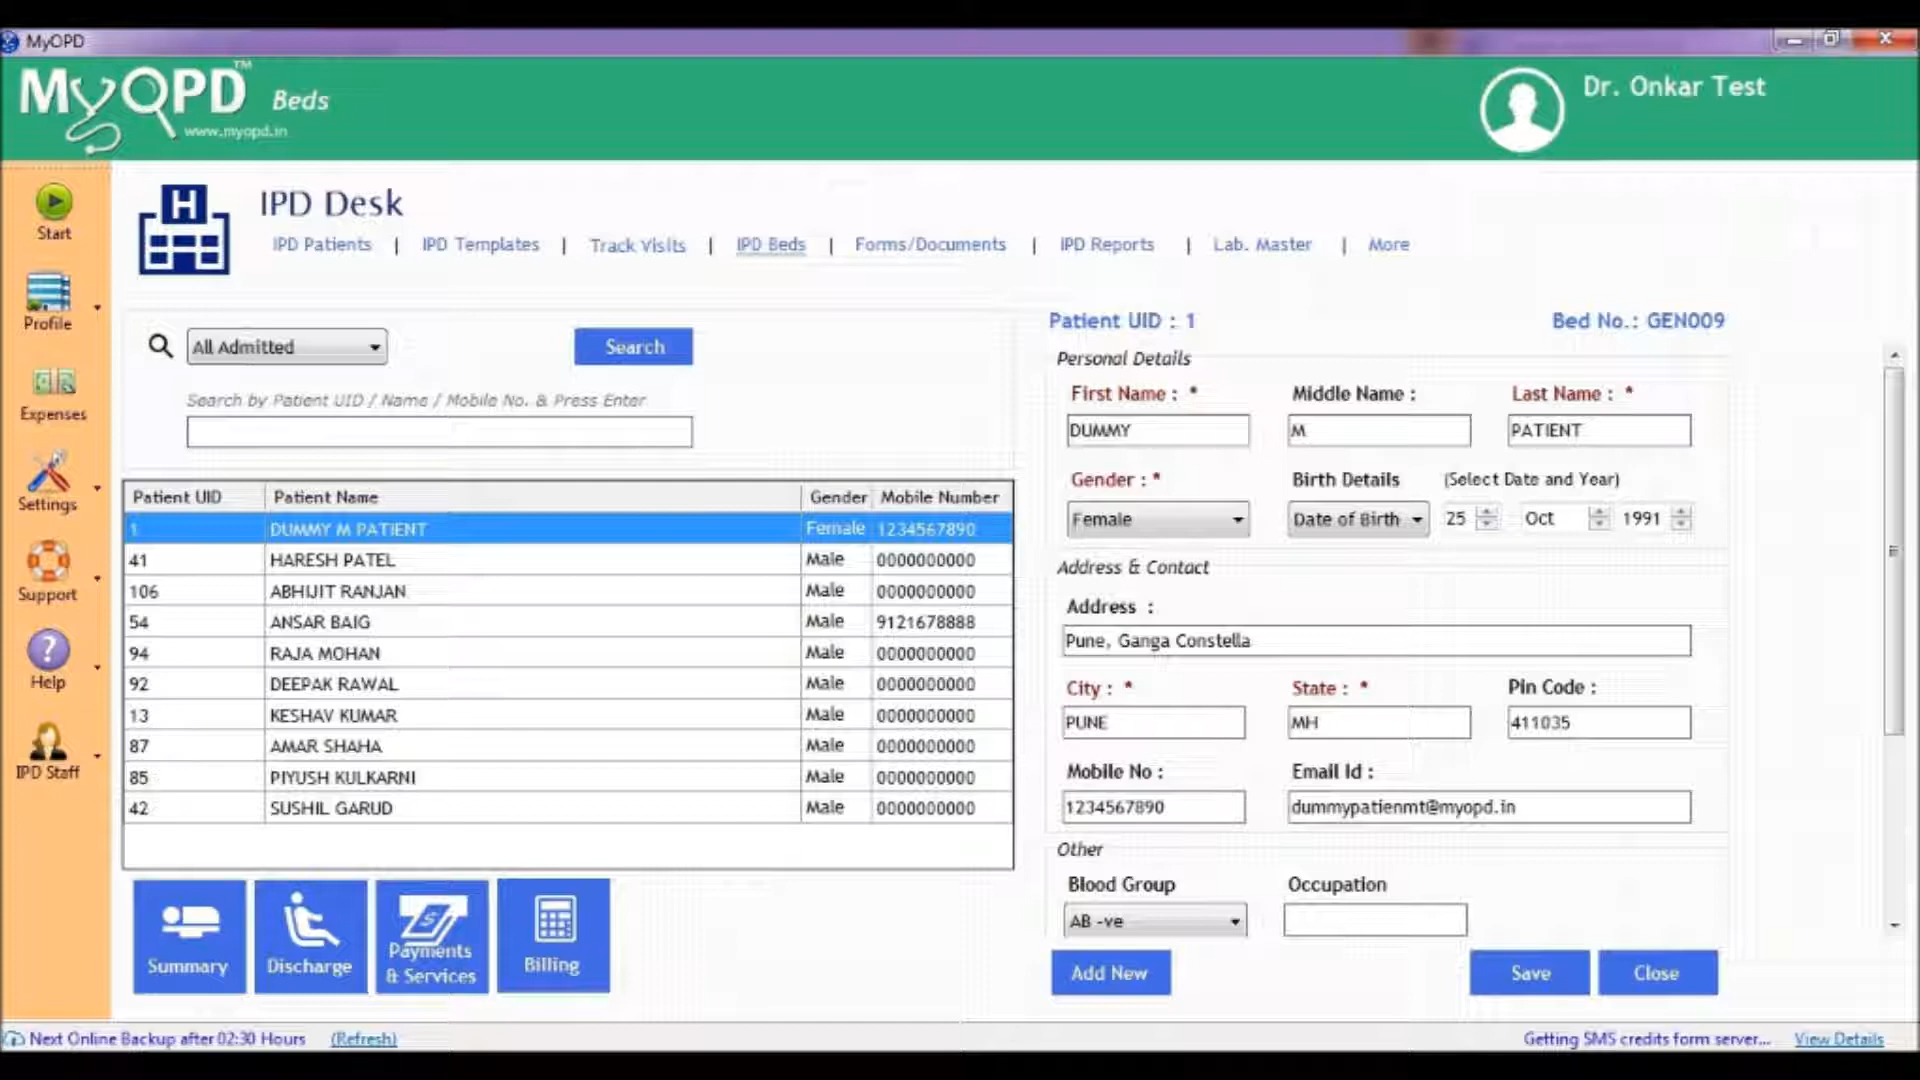 MyOPD
MyOPD™ Beds
www.myopd.in
Dr. Onkar Test
Start
Profile
Expenses
Settings
Support
Help
IPD Staff
IPD Desk
IPD Patients | IPD Templates | Track Visits | IPD Beds | Forms/Documents | IPD Reports | Lab. Master | More
All Admitted
Search
Search by Patient UID / Name / Mobile No. & Press Enter
Patient UID Patient Name Gender Mobile Number
1 DUMMY M PATIENT Female 1234567890
41 HARESH PATEL Male 0000000000
106 ABHIJIT RANJAN Male 0000000000
54 ANSAR BAIG Male 9121678888
94 RAJA MOHAN Male 0000000000
92 DEEPAK RAWAL Male 0000000000
13 KESHAV KUMAR Male 0000000000
87 AMAR SHAHA Male 0000000000
85 PIYUSH KULKARNI Male 0000000000
42 SUSHIL GARUD Male 0000000000
Summary
Discharge
Payments
& Services
Billing
Patient UID : 1 Bed No.: GEN009
Personal Details
First Name : * Middle Name : Last Name : *
DUMMY M PATIENT
Gender : * Birth Details (Select Date and Year)
Female Date of Birth 25 Oct 1991
Address & Contact
Address :
Pune, Ganga Constella
City : * State : * Pin Code :
PUNE MH 411035
Mobile No : Email Id :
1234567890 dummypatienmt@myopd.in
Other
Blood Group Occupation
AB -ve
Add New Save Close
Next Online Backup after 02:30 Hours (Refresh)
Getting SMS credits form server... View Details